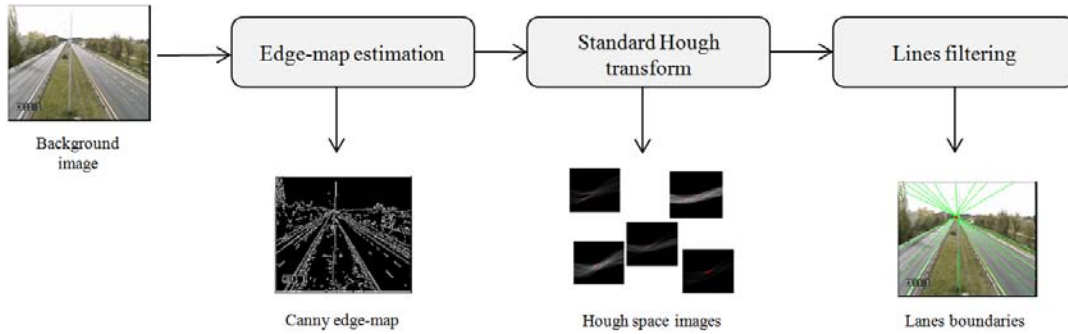 Edge-map estimation
Standard Hough
transform
Lines filtering
Background
image
Canny edge-map
Hough space images
Lanes boundaries